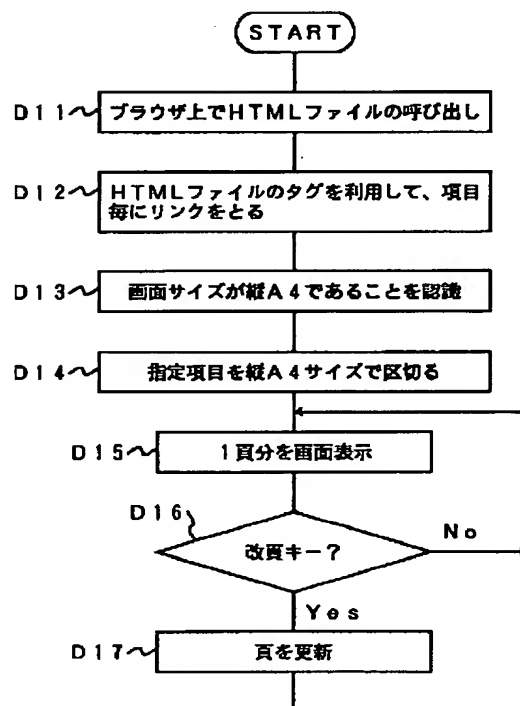 START
D11 ブラウザ上でHTMLファイルの呼び出し
D12 HTMLファイルのタグを利用して、項目
毎にリンクをとる
D13 画面サイズが縦A4であることを認識
D14 指定項目を縦A4サイズで区切る
D15 1頁分を画面表示
D16
改頁キー?
No
Yes
D17 頁を更新